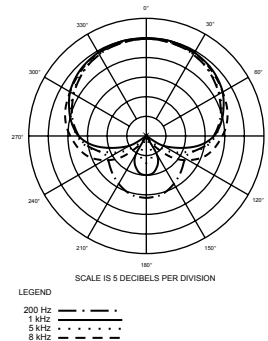 0°
330° 30°
300° 60°
270°
240° 120°
210° 150°
180°
SCALE IS 5 DECIBELS PER DIVISION
LEGEND
200 Hz
1 kHz
5 kHz
8 kHz